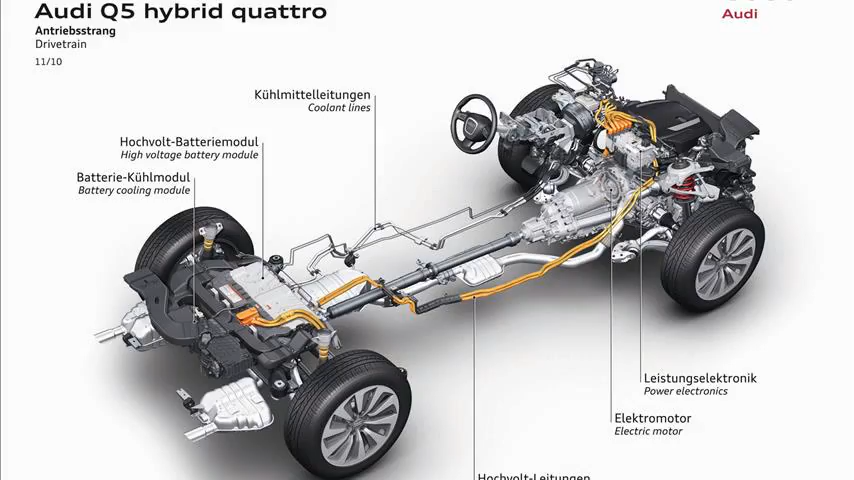 Audi Q5 hybrid quattro
Antriebsstrang
Drivetrain
11/10
Audi
Kühlmittelleitungen
Coolant lines
Hochvolt-Batteriemodul
High voltage battery module
Batterie-Kühlmodul
Battery cooling module
Leistungselektronik
Power electronics
Elektromotor
Electric motor
Hochvolt-Leitungen